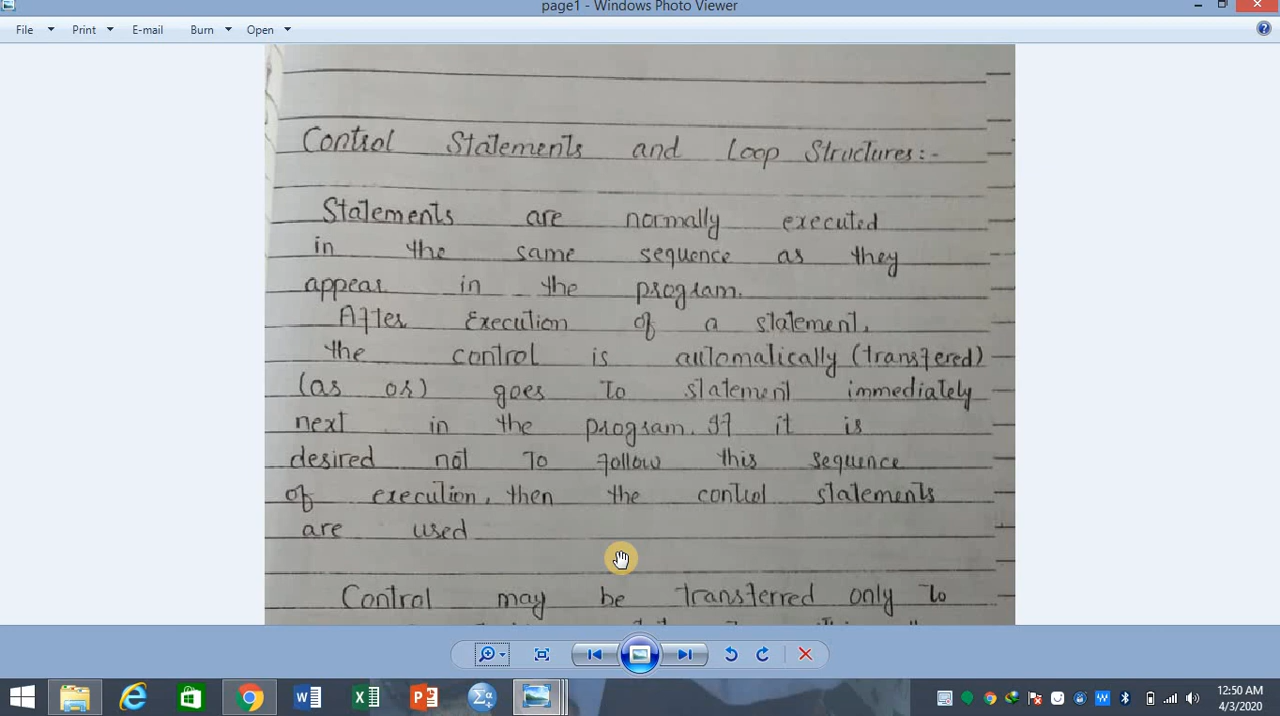 page1 - Windows Photo Viewer
File Print E-mail Burn Open
Control Statements and Loop Structures:-
Statements are normally executed
in the same sequence as they
appear in the program.
After Execution of a statement,
the control is automatically (transfered)
(as or) goes to statement immediately
next in the program. If it is
desired not to follow this sequence
of execution, then the control statements
are used
Control may be transferred only to
12:50 AM
4/3/2020